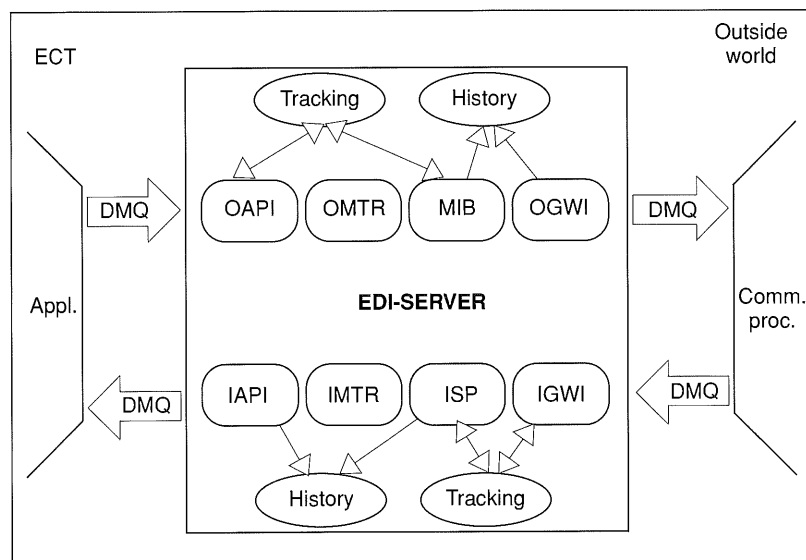 ECT
Outside
world
Tracking
History
DMQ
OAPI
OMTR
MIB
OGWI
DMQ
Appl.
EDI-SERVER
Comm.
proc.
DMQ
IAPI
IMTR
ISP
IGWI
DMQ
History
Tracking